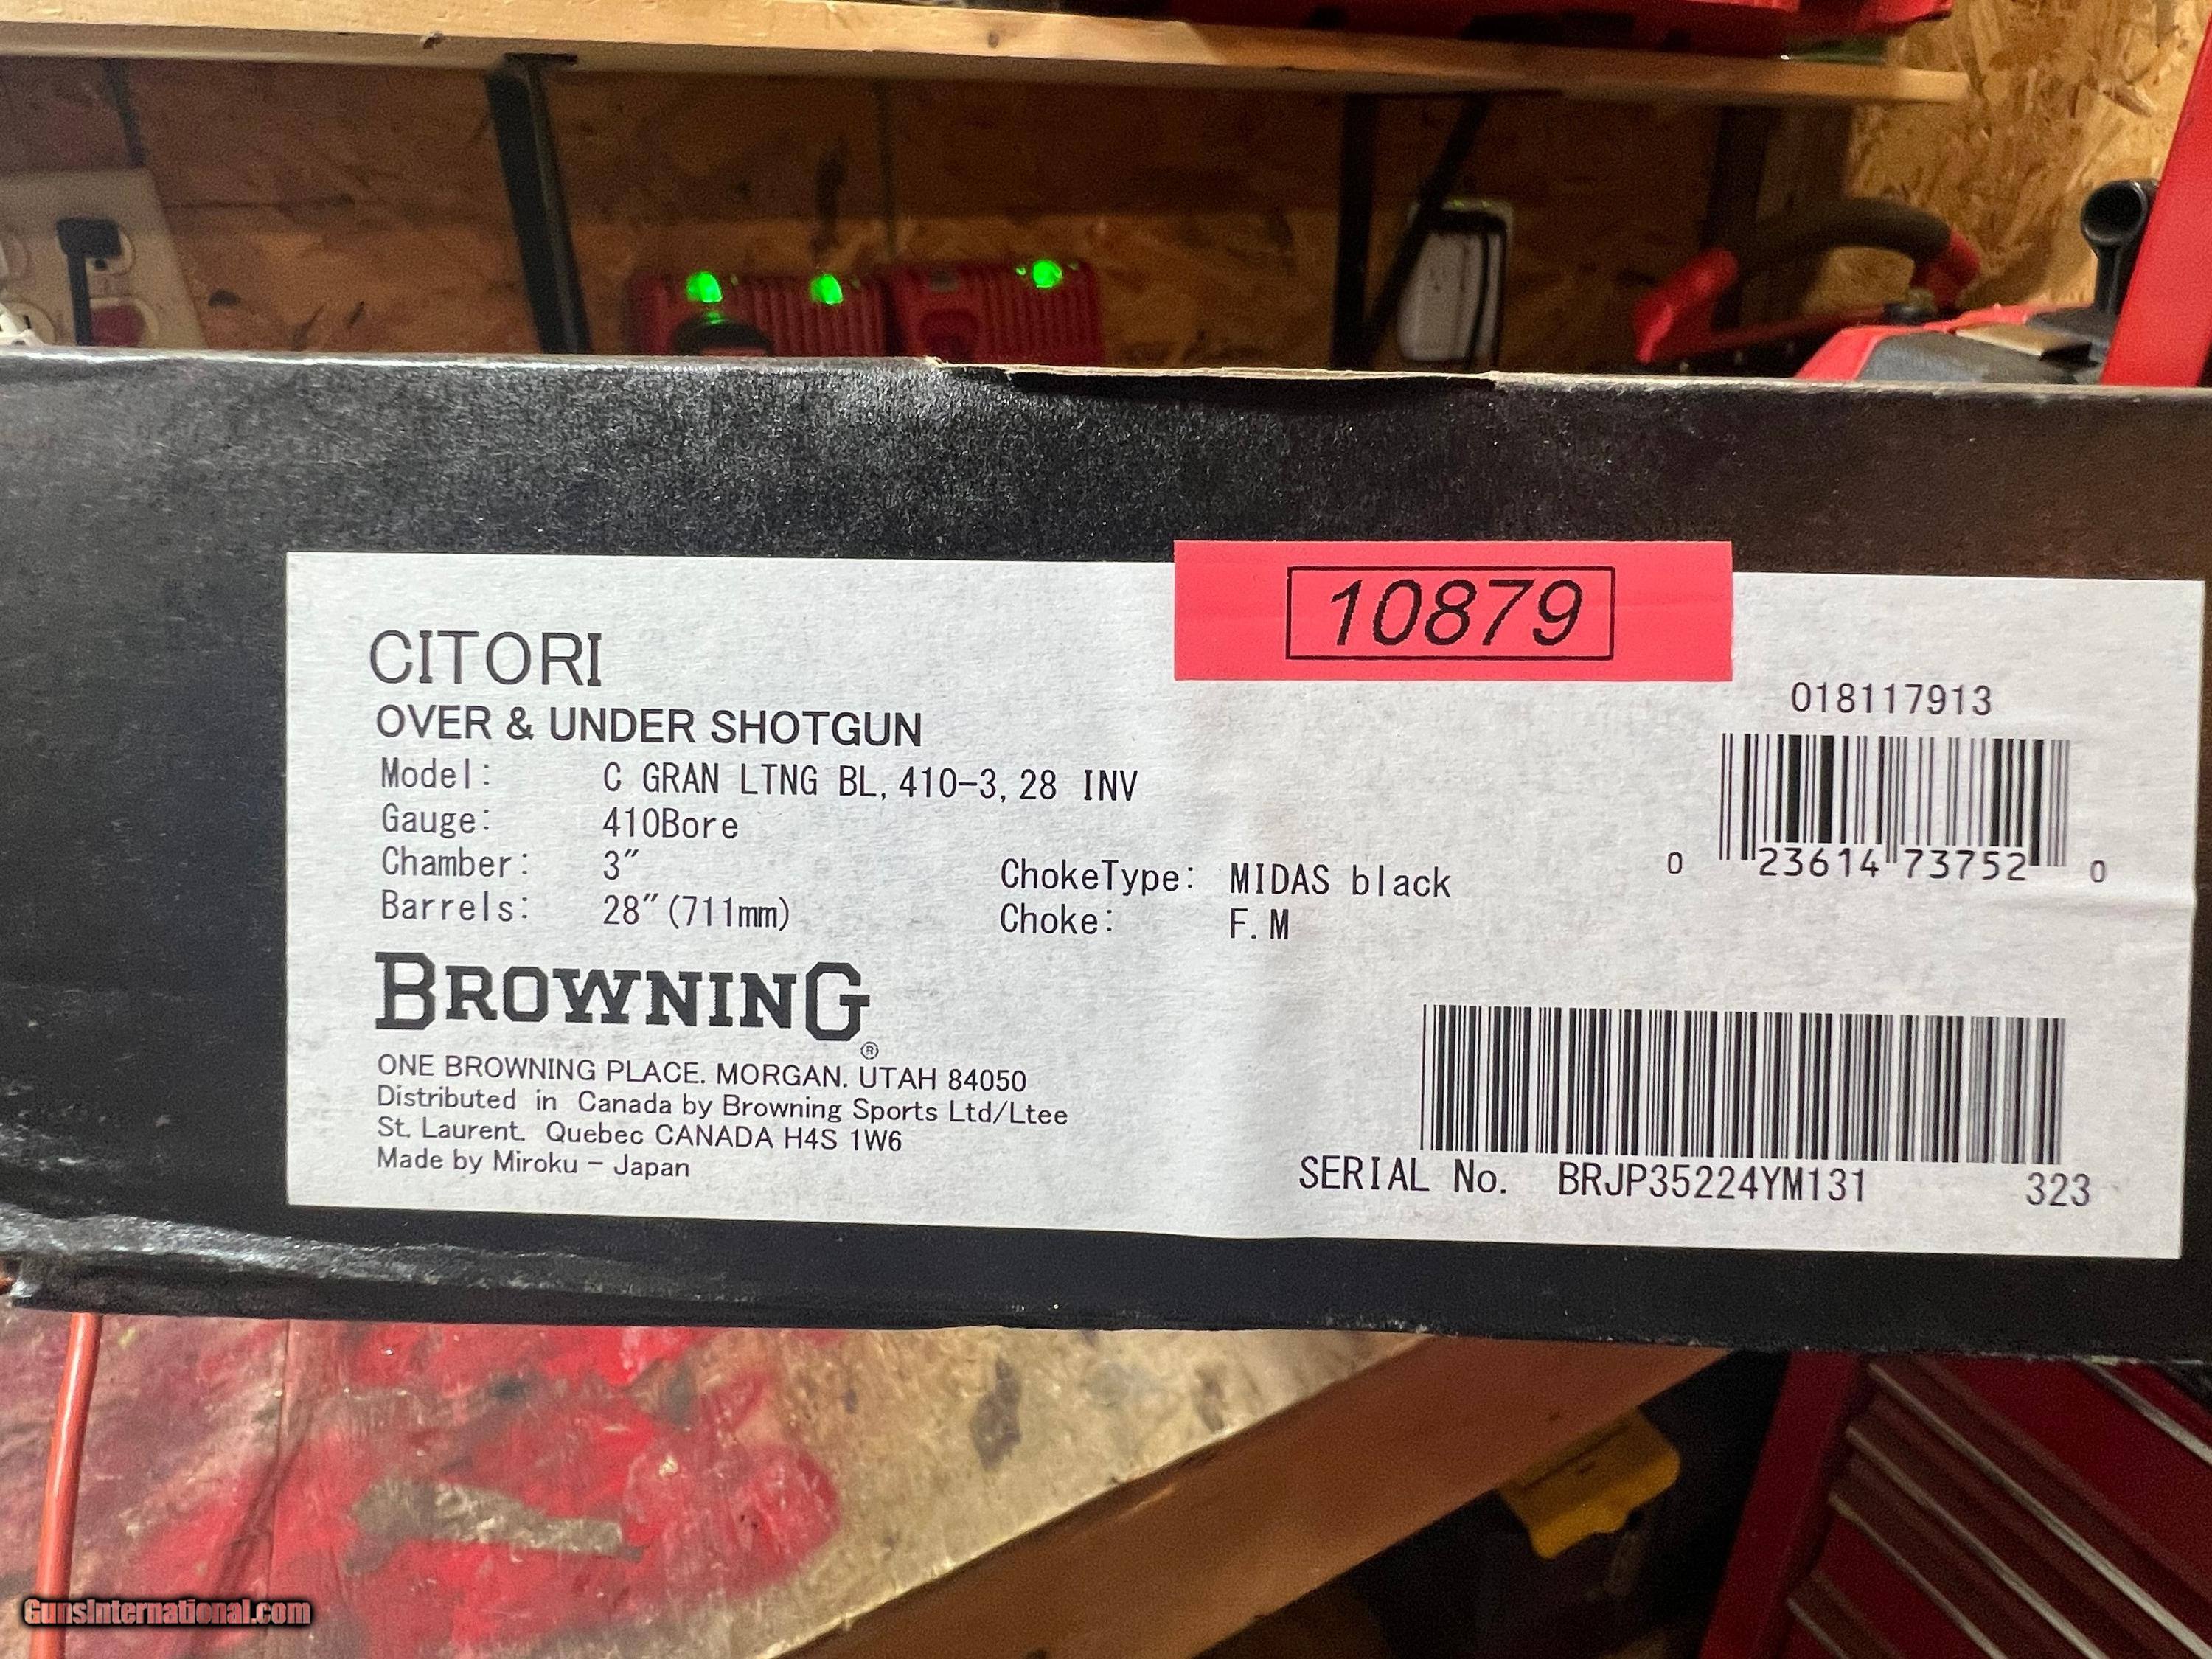 10879
CITORI
018117913
OVER & UNDER SHOTGUN
Model: C GRAN LTNG BL, 410-3, 28 INV
Gauge: 410Bore
0 23614 73752 0
Chamber: 3" ChokeType: MIDAS black
Barrels: 28"(711mm) Choke: F. M
BROWNING®
ONE BROWNING PLACE. MORGAN. UTAH 84050
Distributed in Canada by Browning Sports Ltd/Ltee
St. Laurent. Quebec CANADA H4S 1W6
Made by Miroku - Japan
SERIAL No. BRJP35224YM131 323
GunsInternational.com